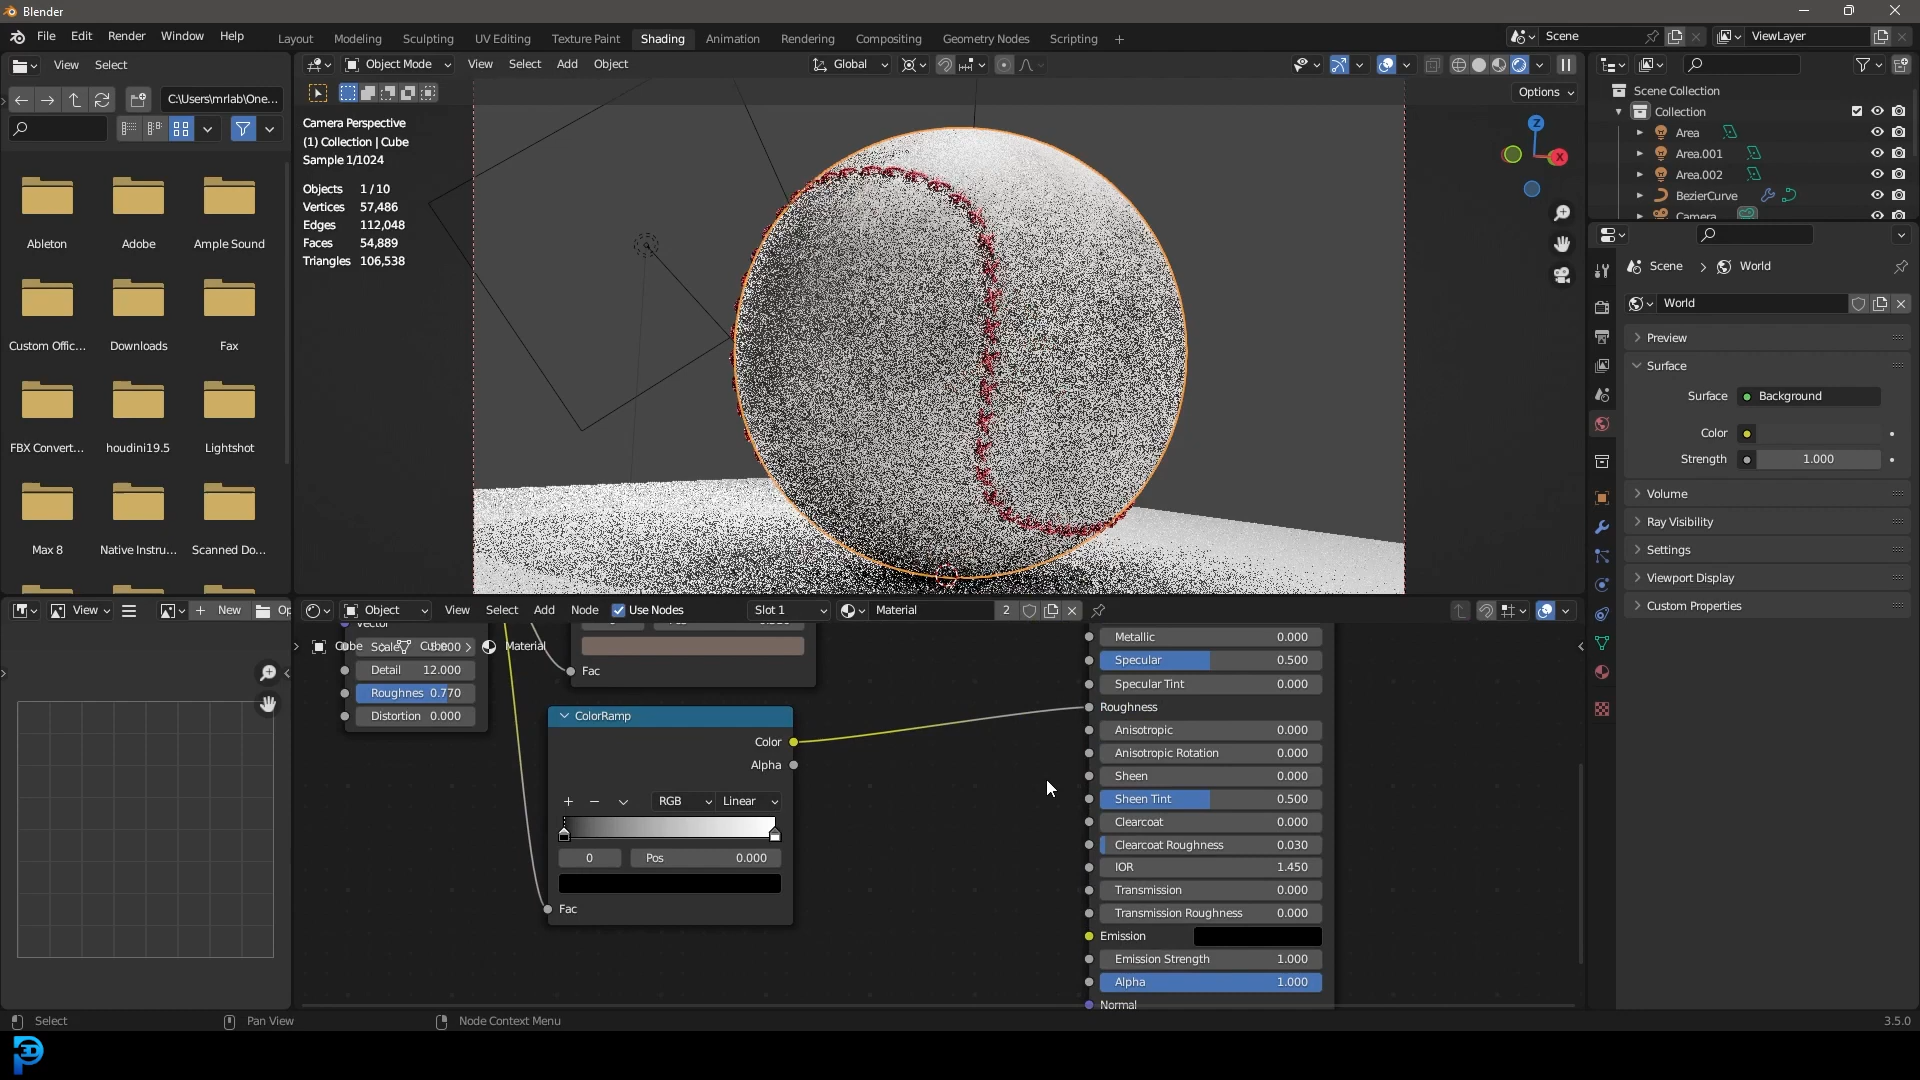 Blender
File Edit Render Window Help
Layout Modeling Sculpting UV Editing Texture Paint Shading Animation Rendering Compositing Geometry Nodes Scripting +
Scene
ViewLayer
View Select
Object Mode View Select Add Object
Global
C:\Users\mrlab\One...
Options
Camera Perspective
(1) Collection | Cube
Sample 1/1024
Objects 1 / 10
Vertices 57,486
Edges 112,048
Faces 54,889
Triangles 106,538
Z
X
Scene Collection
Collection
Area
Area.001
Area.002
BezierCurve
Camera
Ableton Adobe Ample Sound
Custom Offic... Downloads Fax
FBX Convert... houdini19.5 Lightshot
Max 8 Native Instru... Scanned Do...
Scene > World
World
Preview
Surface
Surface Background
Color
Strength 1.000
Volume
Ray Visibility
Settings
Viewport Display
Custom Properties
View + New Op
Object View Select Add Node Use Nodes Slot 1 Material 2
Vector
Cube Cube Material
Scale 5.000
Detail 12.000
Roughnes 0.770
Distortion 0.000
Fac
ColorRamp
Color
Alpha
+ − RGB Linear
0 Pos 0.000
Fac
Metallic 0.000
Specular 0.500
Specular Tint 0.000
Roughness
Anisotropic 0.000
Anisotropic Rotation 0.000
Sheen 0.000
Sheen Tint 0.500
Clearcoat 0.000
Clearcoat Roughness 0.030
IOR 1.450
Transmission 0.000
Transmission Roughness 0.000
Emission
Emission Strength 1.000
Alpha 1.000
Normal
Select Pan View Node Context Menu 3.5.0